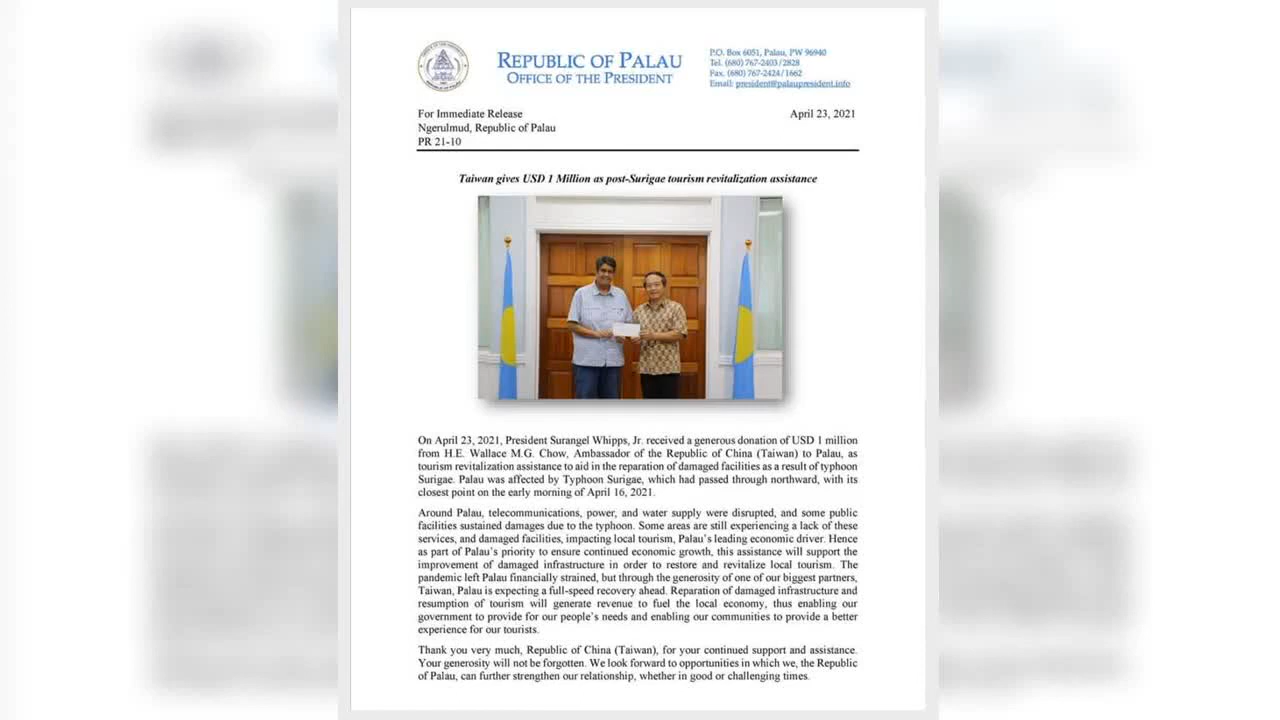 REPUBLIC OF PALAU
OFFICE OF THE PRESIDENT
P.O. Box 6051, Palau, PW 96940
Tel. (680) 767-2403/2828
Fax. (680) 767-2424/1662
Email: president@palaupresident.info
For Immediate Release
April 23, 2021
Ngerulmud, Republic of Palau
PR 21-10
Taiwan gives USD 1 Million as post-Surigae tourism revitalization assistance
On April 23, 2021, President Surangel Whipps, Jr. received a generous donation of USD 1 million
from H.E. Wallace M.G. Chow, Ambassador of the Republic of China (Taiwan) to Palau, as
tourism revitalization assistance to aid in the reparation of damaged facilities as a result of typhoon
Surigae. Palau was affected by Typhoon Surigae, which had passed through northward, with its
closest point on the early morning of April 16, 2021.
Around Palau, telecommunications, power, and water supply were disrupted, and some public
facilities sustained damages due to the typhoon. Some areas are still experiencing a lack of these
services, and damaged facilities, impacting local tourism, Palau's leading economic driver. Hence
as part of Palau's priority to ensure continued economic growth, this assistance will support the
improvement of damaged infrastructure in order to restore and revitalize local tourism. The
pandemic left Palau financially strained, but through the generosity of one of our biggest partners,
Taiwan, Palau is expecting a full-speed recovery ahead. Reparation of damaged infrastructure and
resumption of tourism will generate revenue to fuel the local economy, thus enabling our
government to provide for our people's needs and enabling our communities to provide a better
experience for our tourists.
Thank you very much, Republic of China (Taiwan), for your continued support and assistance.
Your generosity will not be forgotten. We look forward to opportunities in which we, the Republic
of Palau, can further strengthen our relationship, whether in good or challenging times.